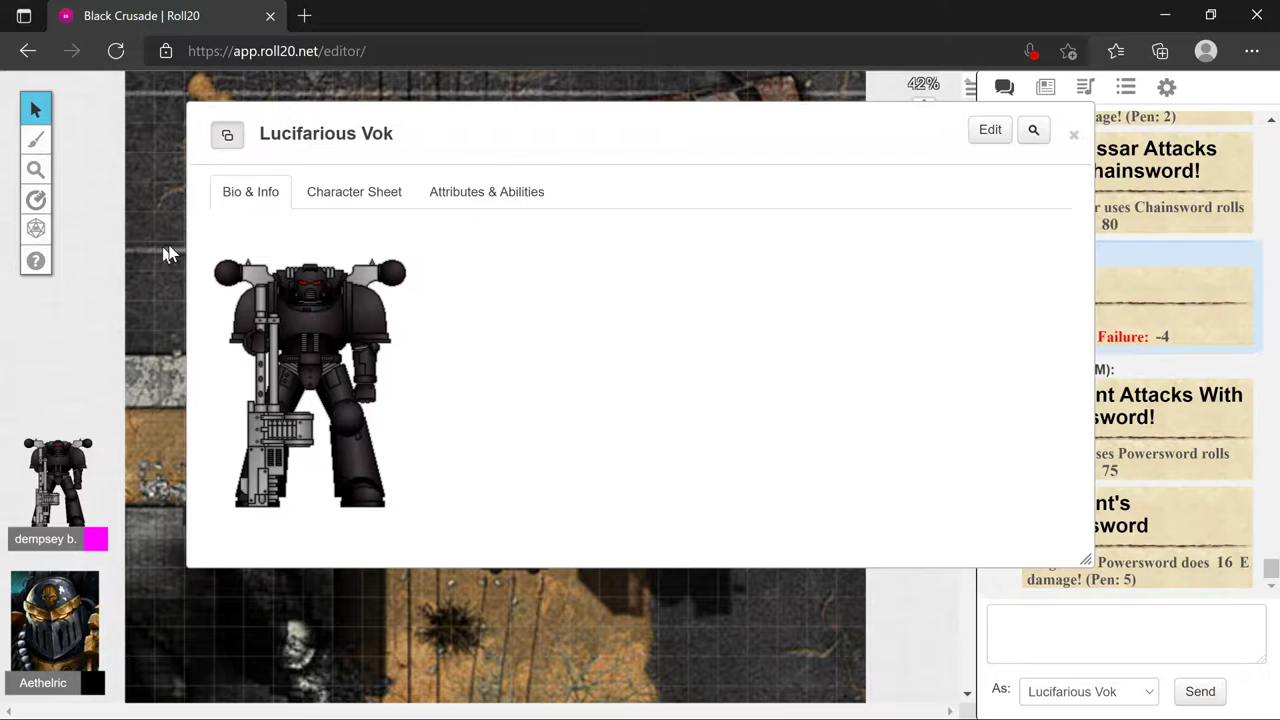 Black Crusade | Roll20
https://app.roll20.net/editor/
42%
Lucifarious Vok
Edit
Bio & Info
Character Sheet
Attributes & Abilities
dempsey b.
Aethelric
age! (Pen: 2)
ssar Attacks
hainsword!
r uses Chainsword rolls
80
Failure: -4
M):
nt Attacks With
sword!
ses Powersword rolls
75
nt's
sword
Powersword does 16 E
damage! (Pen: 5)
As:
Lucifarious Vok
Send